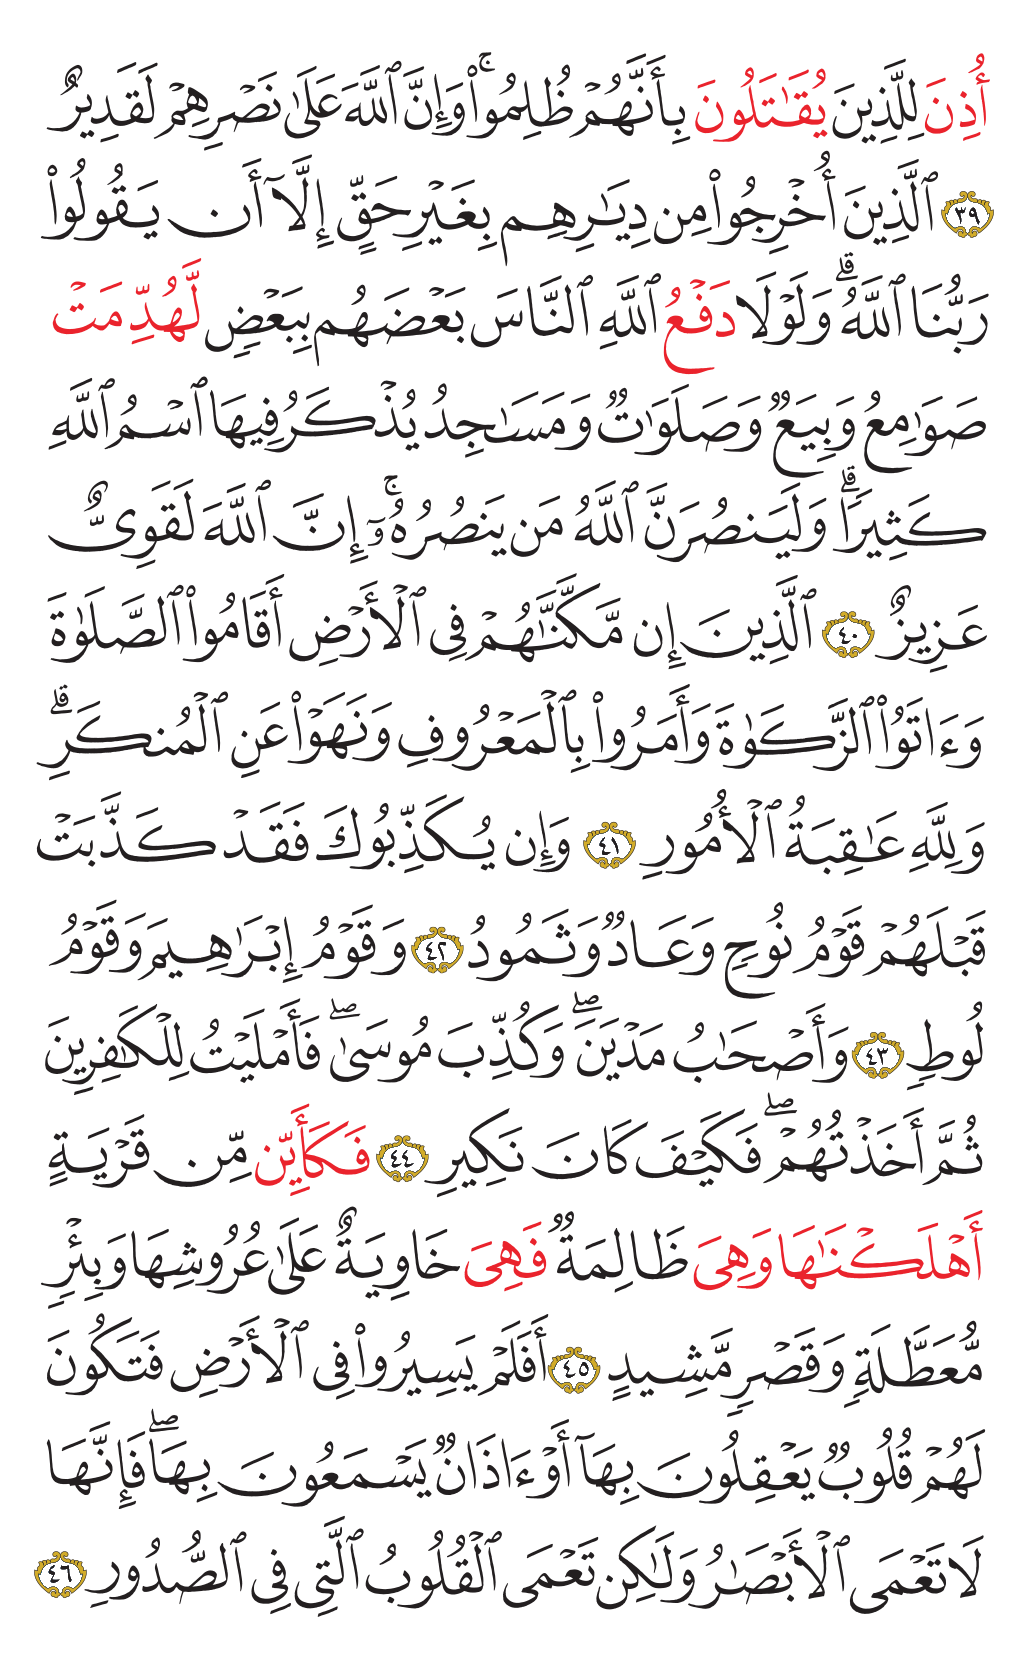 أُذِنَ لِلَّذِينَ يُقَٰتَلُونَ بِأَنَّهُمۡ ظُلِمُواْۚ وَإِنَّ ٱللَّهَ عَلَىٰ نَصۡرِهِمۡ لَقَدِيرٌ
٣٩ ٱلَّذِينَ أُخۡرِجُواْ مِن دِيَٰرِهِم بِغَيۡرِ حَقٍّ إِلَّآ أَن يَقُولُواْ
رَبُّنَا ٱللَّهُۗ وَلَوۡلَا دَفۡعُ ٱللَّهِ ٱلنَّاسَ بَعۡضَهُم بِبَعۡضٖ لَّهُدِّمَتۡ
صَوَٰمِعُ وَبِيَعٞ وَصَلَوَٰتٞ وَمَسَٰجِدُ يُذۡكَرُ فِيهَا ٱسۡمُ ٱللَّهِ
كَثِيرٗاۗ وَلَيَنصُرَنَّ ٱللَّهُ مَن يَنصُرُهُۥٓۚ إِنَّ ٱللَّهَ لَقَوِيٌّ
عَزِيزٌ ٤٠ ٱلَّذِينَ إِن مَّكَّنَّٰهُمۡ فِي ٱلۡأَرۡضِ أَقَامُواْ ٱلصَّلَوٰةَ
وَءَاتَوُاْ ٱلزَّكَوٰةَ وَأَمَرُواْ بِٱلۡمَعۡرُوفِ وَنَهَوۡاْ عَنِ ٱلۡمُنكَرِۗ
وَلِلَّهِ عَٰقِبَةُ ٱلۡأُمُورِ ٤١ وَإِن يُكَذِّبُوكَ فَقَدۡ كَذَّبَتۡ
قَبۡلَهُمۡ قَوۡمُ نُوحٖ وَعَادٞ وَثَمُودُ ٤٢ وَقَوۡمُ إِبۡرَٰهِيمَ وَقَوۡمُ
لُوطٖ ٤٣ وَأَصۡحَٰبُ مَدۡيَنَۖ وَكُذِّبَ مُوسَىٰۖ فَأَمۡلَيۡتُ لِلۡكَٰفِرِينَ
ثُمَّ أَخَذۡتُهُمۡۖ فَكَيۡفَ كَانَ نَكِيرِ ٤٤ فَكَأَيِّن مِّن قَرۡيَةٍ
أَهۡلَكۡنَٰهَا وَهِيَ ظَالِمَةٞ فَهِيَ خَاوِيَةٌ عَلَىٰ عُرُوشِهَا وَبِئۡرٖ
مُّعَطَّلَةٖ وَقَصۡرٖ مَّشِيدٍ ٤٥ أَفَلَمۡ يَسِيرُواْ فِي ٱلۡأَرۡضِ فَتَكُونَ
لَهُمۡ قُلُوبٞ يَعۡقِلُونَ بِهَآ أَوۡ ءَاذَانٞ يَسۡمَعُونَ بِهَاۖ فَإِنَّهَا
لَا تَعۡمَى ٱلۡأَبۡصَٰرُ وَلَٰكِن تَعۡمَى ٱلۡقُلُوبُ ٱلَّتِي فِي ٱلصُّدُورِ ٤٦